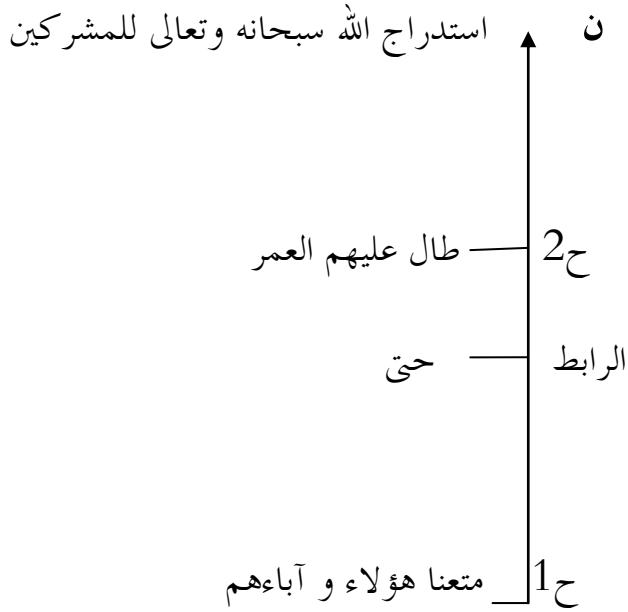 ن استدراج الله سبحانه وتعالى للمشركين
ح2 طال عليهم العمر
الرابط حتى
ح1 متعنا هؤلاء و آباءهم